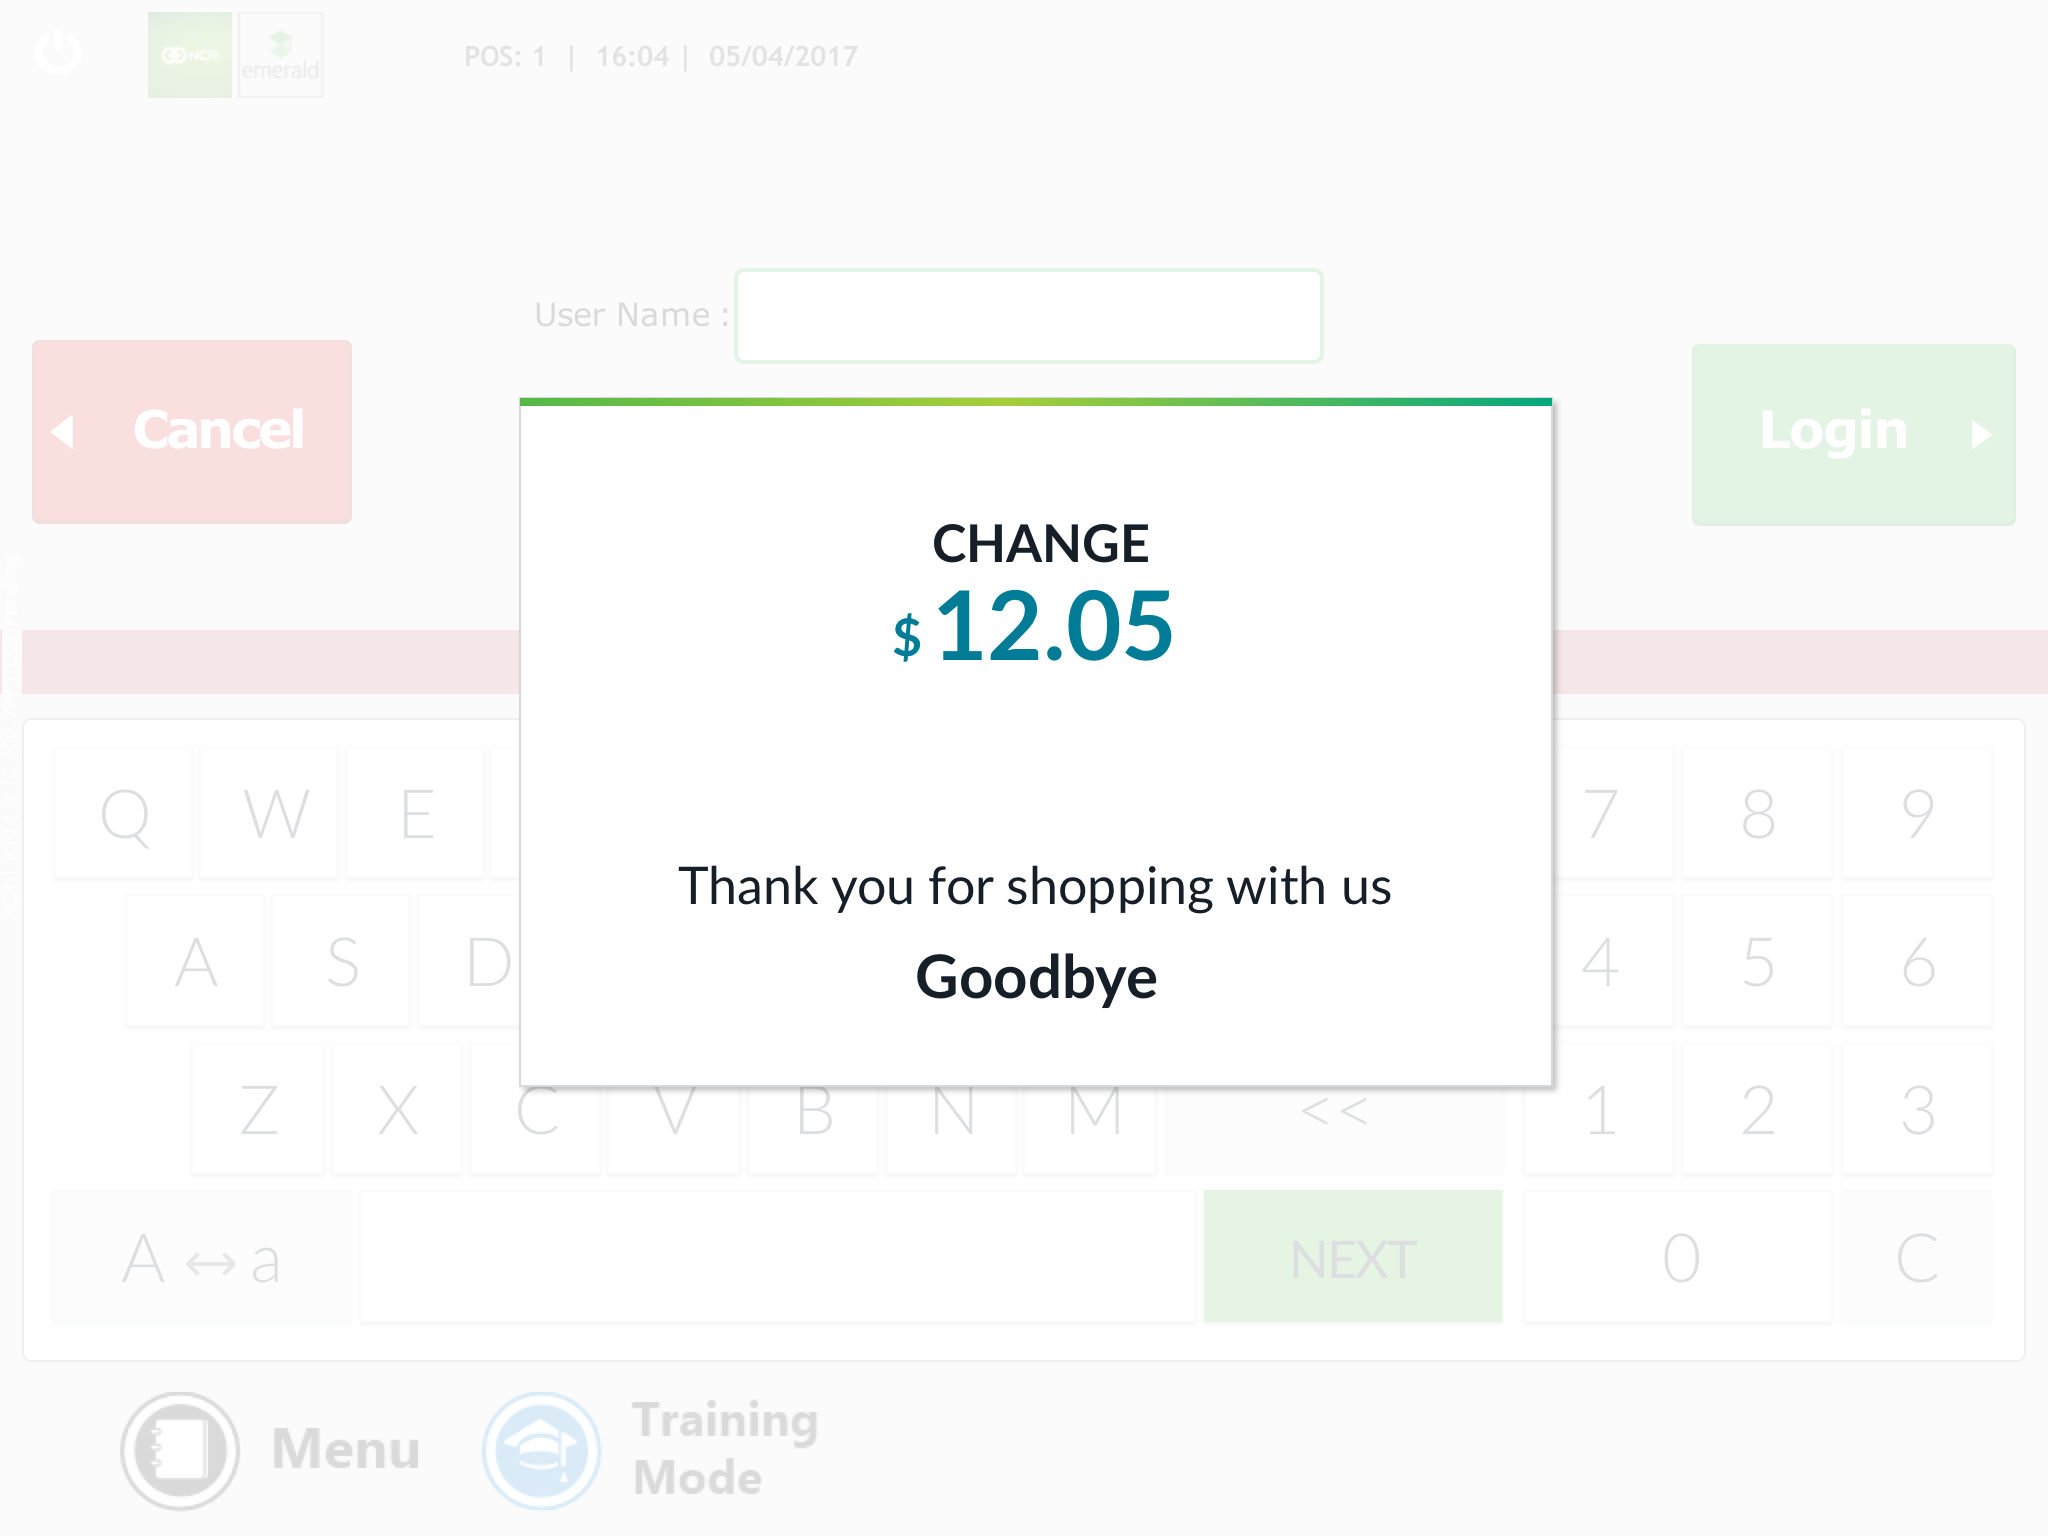 NCR
emerald
POS: 1 | 16:04 | 05/04/2017
User Name :
Cancel
Login
CHANGE
$12.05
Thank you for shopping with us
Goodbye
Q W E 7 8 9
A S D 4 5 6
Z X C V B N M << 1 2 3
A ↔ a NEXT 0 C
Menu
Training
Mode